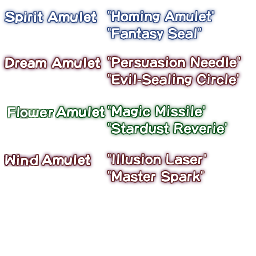 Spirit Amulet "Homing Amulet"
"Fantasy Seal"
Dream Amulet "Persuasion Needle"
"Evil-Sealing Circle"
Flower Amulet "Magic Missile"
"Stardust Reverie"
Wind Amulet "Illusion Laser"
"Master Spark"